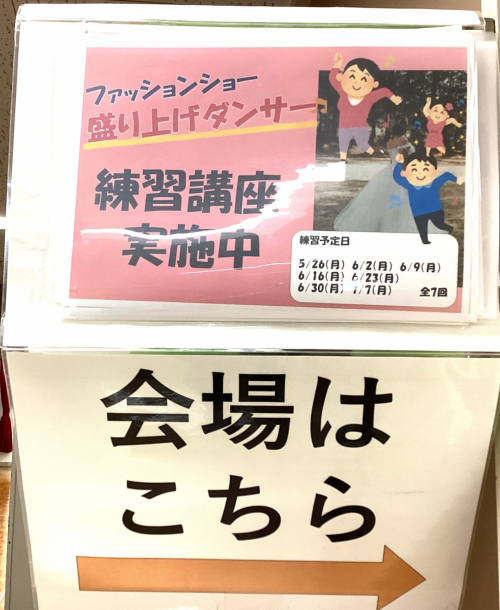 ファッションショー
盛り上げダンサー
練習講座
実施中
練習予定日
5/26(月) 6/2(月) 6/9(月)
6/16(月) 6/23(月)
6/30(月) 7/7(月) 全7回
会場は
こちら